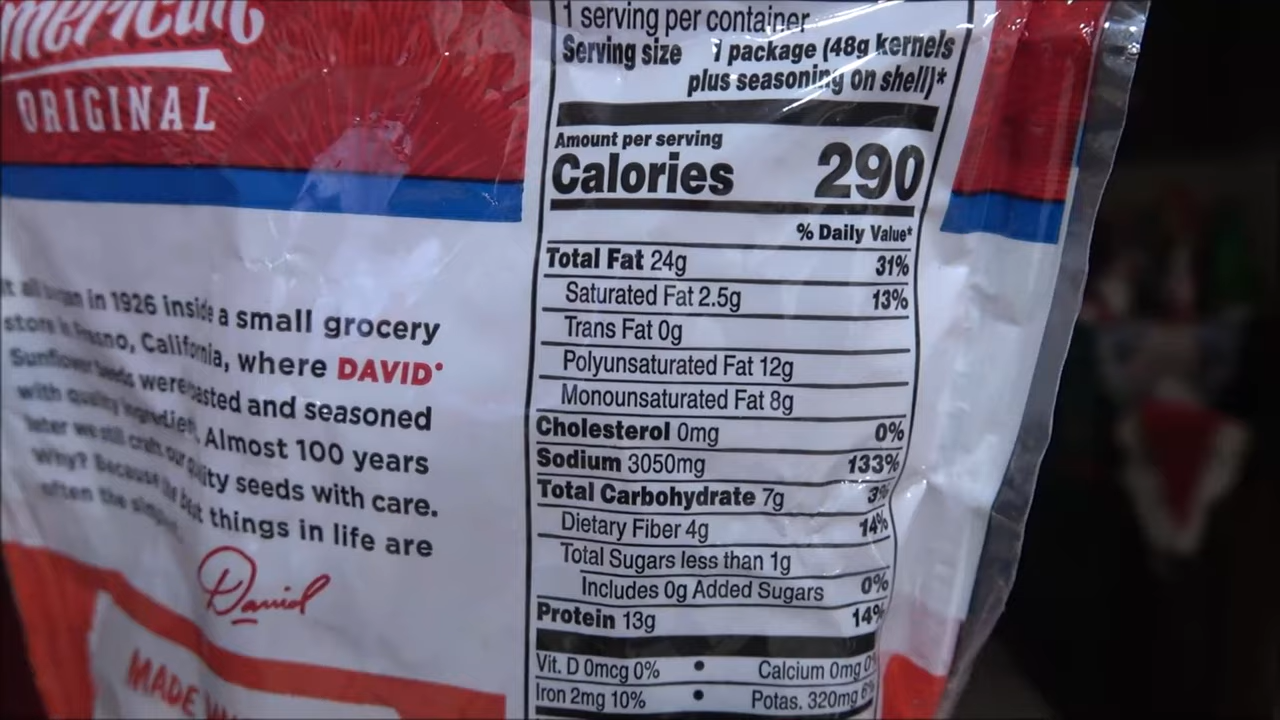 American
ORIGINAL
It all began in 1926 inside a small grocery
store in Fresno, California, where DAVID®
Sunflower Seeds were roasted and seasoned
with quality ingredients. Almost 100 years
later we still craft our quality seeds with care.
Why? Because the best things in life are
often the
David
MADE
1 serving per container
Serving size 1 package (48g kernels
plus seasoning on shell)*
Amount per serving
Calories 290
% Daily Value*
Total Fat 24g 31%
Saturated Fat 2.5g 13%
Trans Fat 0g
Polyunsaturated Fat 12g
Monounsaturated Fat 8g
Cholesterol 0mg 0%
Sodium 3050mg 133%
Total Carbohydrate 7g 3%
Dietary Fiber 4g 14%
Total Sugars less than 1g
Includes 0g Added Sugars 0%
Protein 13g 14%
Vit. D 0mcg 0% • Calcium 0mg 0%
Iron 2mg 10% • Potas. 320mg 6%